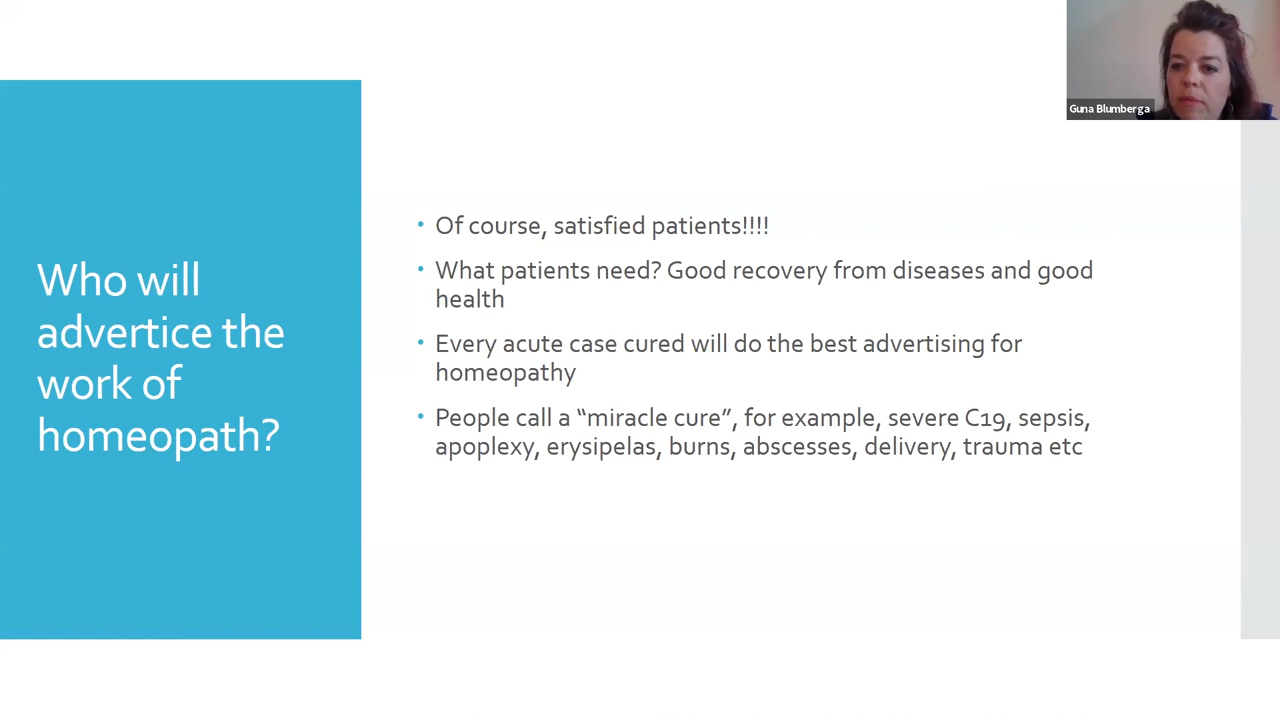 Guna Blumberga
Who will
advertice the
work of
homeopath?
• Of course, satisfied patients!!!!
• What patients need? Good recovery from diseases and good
health
• Every acute case cured will do the best advertising for
homeopathy
• People call a “miracle cure”, for example, severe C19, sepsis,
apoplexy, erysipelas, burns, abscesses, delivery, trauma etc